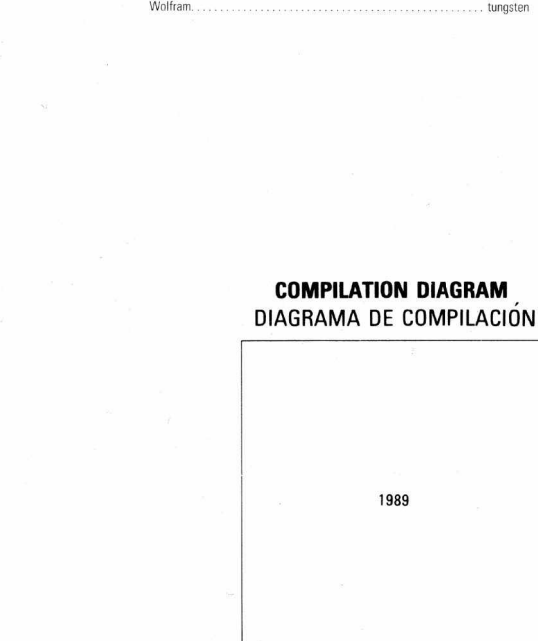 Wolfram.................................................. tungsten
COMPILATION DIAGRAM
DIAGRAMA DE COMPILACIÓN
1989